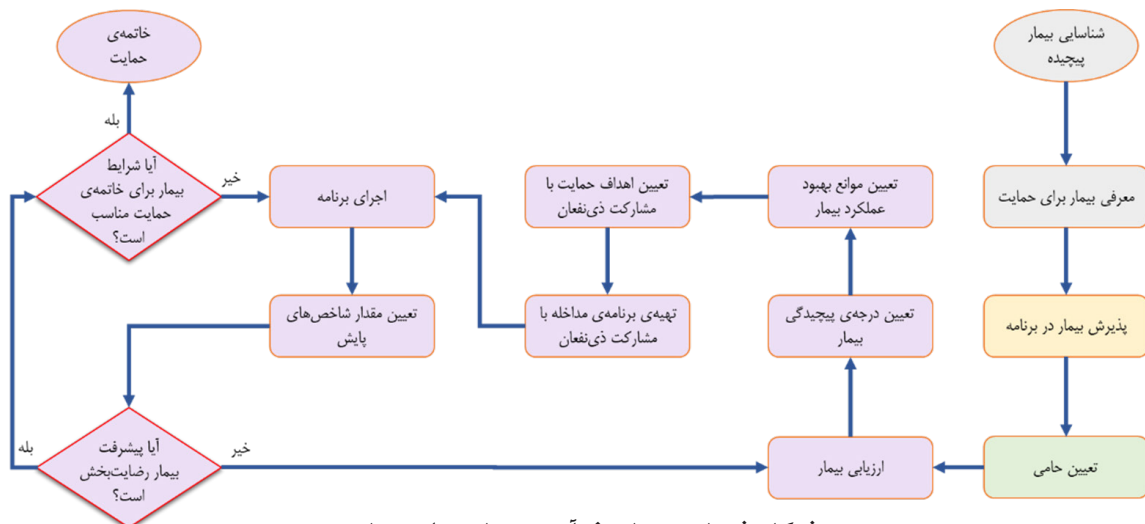 شناسایی بیمار
پیچیده
معرفی بیمار برای حمایت
پذیرش بیمار در برنامه
تعیین حامی
ارزیابی بیمار
تعیین درجه‌ی پیچیدگی
بیمار
تعیین موانع بهبود
عملکرد بیمار
تعیین اهداف حمایت با
مشارکت ذی‌نفعان
تهیه‌ی برنامه‌ی مداخله با
مشارکت ذی‌نفعان
اجرای برنامه
تعیین مقدار شاخص‌های
پایش
آیا پیشرفت
بیمار رضایت‌بخش
است؟
خیر
بله
آیا شرایط
بیمار برای خاتمه‌ی
حمایت مناسب
است؟
خیر
بله
خاتمه‌ی
حمایت